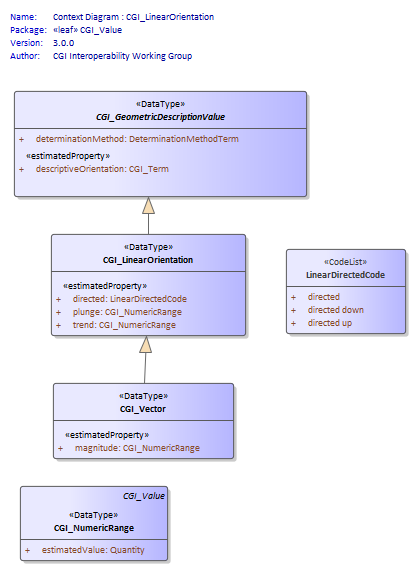 Name: Context Diagram : CGI_LinearOrientation
Package: «leaf» CGI_Value
Version: 3.0.0
Author: CGI Interoperability Working Group
«DataType»
CGI_GeometricDescriptionValue
+ determinationMethod: DeterminationMethodTerm
«estimatedProperty»
+ descriptiveOrientation: CGI_Term
«DataType»
CGI_LinearOrientation
«estimatedProperty»
+ directed: LinearDirectedCode
+ plunge: CGI_NumericRange
+ trend: CGI_NumericRange
«CodeList»
LinearDirectedCode
+ directed
+ directed down
+ directed up
«DataType»
CGI_Vector
«estimatedProperty»
+ magnitude: CGI_NumericRange
CGI_Value
«DataType»
CGI_NumericRange
+ estimatedValue: Quantity